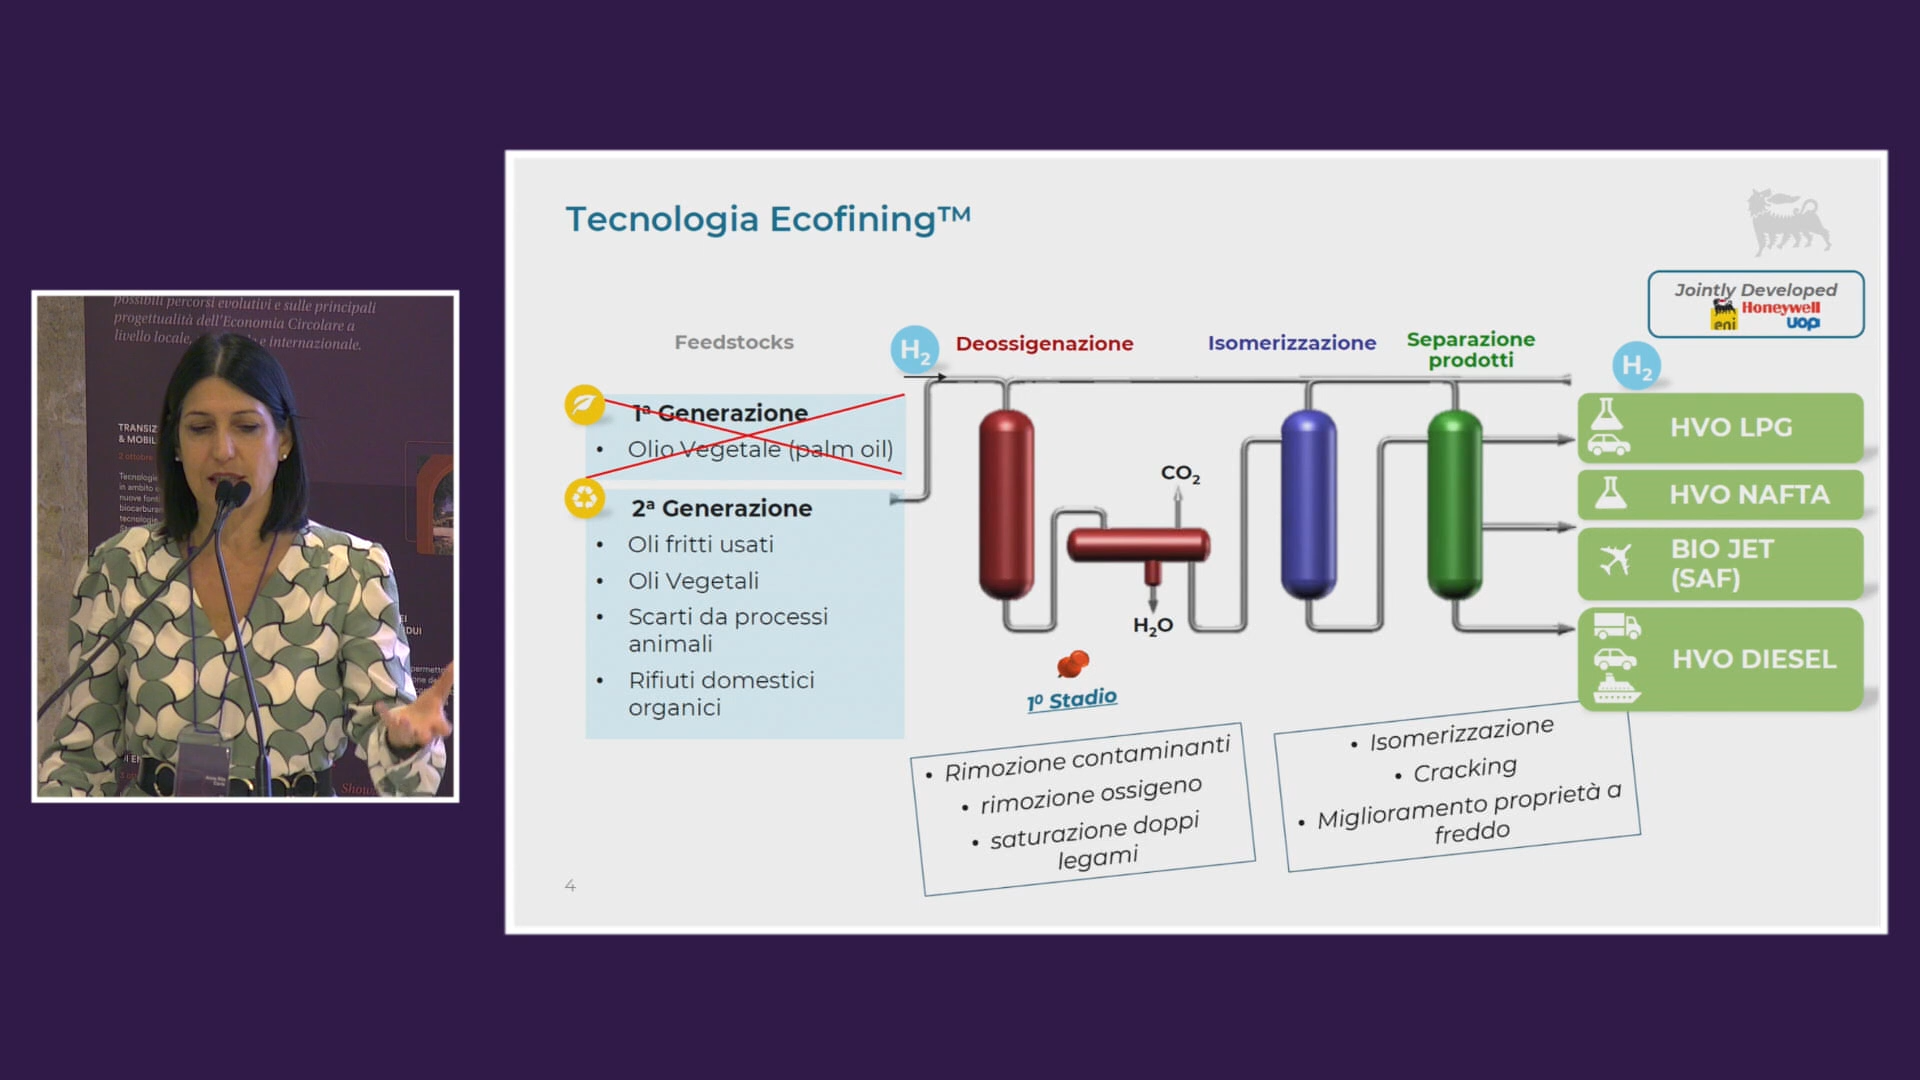 possibili percorsi evolutivi e sulle principali
progettualità dell'Economia Circolare a
livello locale, e internazionale.
TRANSIZ
& MOBIL
2 ottobre
Tecnologie
in ambito e
nuove font
biocarburan
tecnologie
Show
Tecnologia Ecofining™
Jointly Developed
eni
Honeywell
uop
Feedstocks
H2
Deossigenazione
Isomerizzazione
Separazione
prodotti
H2
1ª Generazione
• Olio Vegetale (palm oil)
2ª Generazione
• Oli fritti usati
• Oli Vegetali
• Scarti da processi
animali
• Rifiuti domestici
organici
CO2
H2O
1º Stadio
HVO LPG
HVO NAFTA
BIO JET
(SAF)
HVO DIESEL
• Rimozione contaminanti
• rimozione ossigeno
• saturazione doppi
legami
• Isomerizzazione
• Cracking
• Miglioramento proprietà a
freddo
4